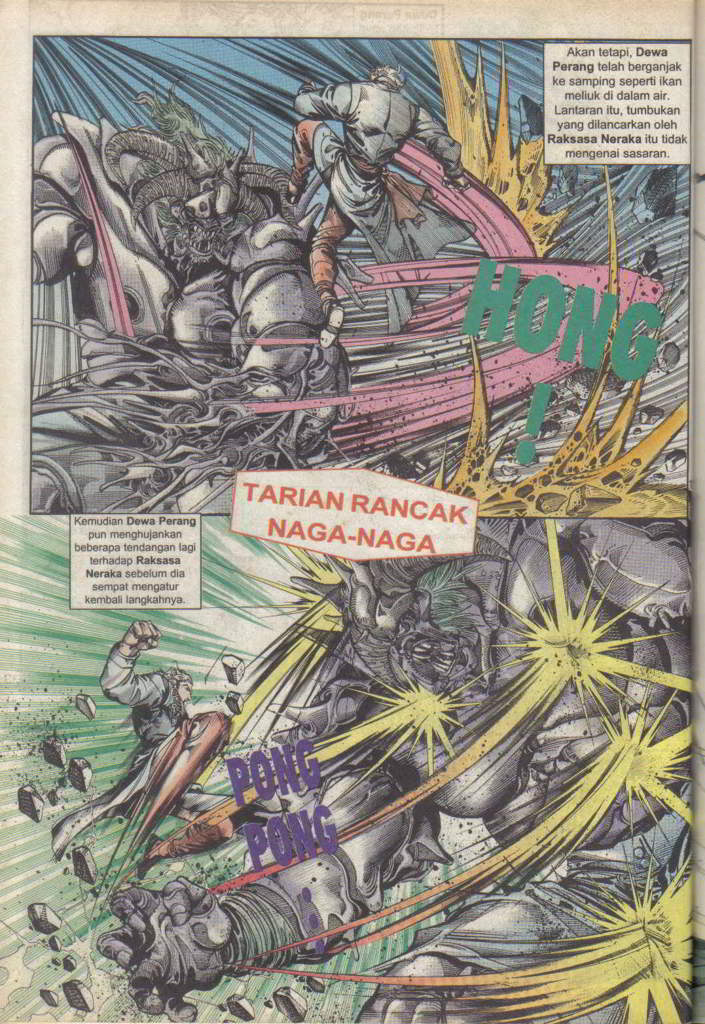 Akan tetapi, Dewa
Perang telah berganjak
ke samping seperti ikan
meliuk di dalam air.
Lantaran itu, tumbukan
yang dilancarkan oleh
Raksasa Neraka itu tidak
mengenai sasaran.
HONG
!
TARIAN RANCAK
NAGA-NAGA
Kemudian Dewa Perang
pun menghujankan
beberapa tendangan lagi
terhadap Raksasa
Neraka sebelum dia
sempat mengatur
kembali langkahnya.
PONG
PONG
...